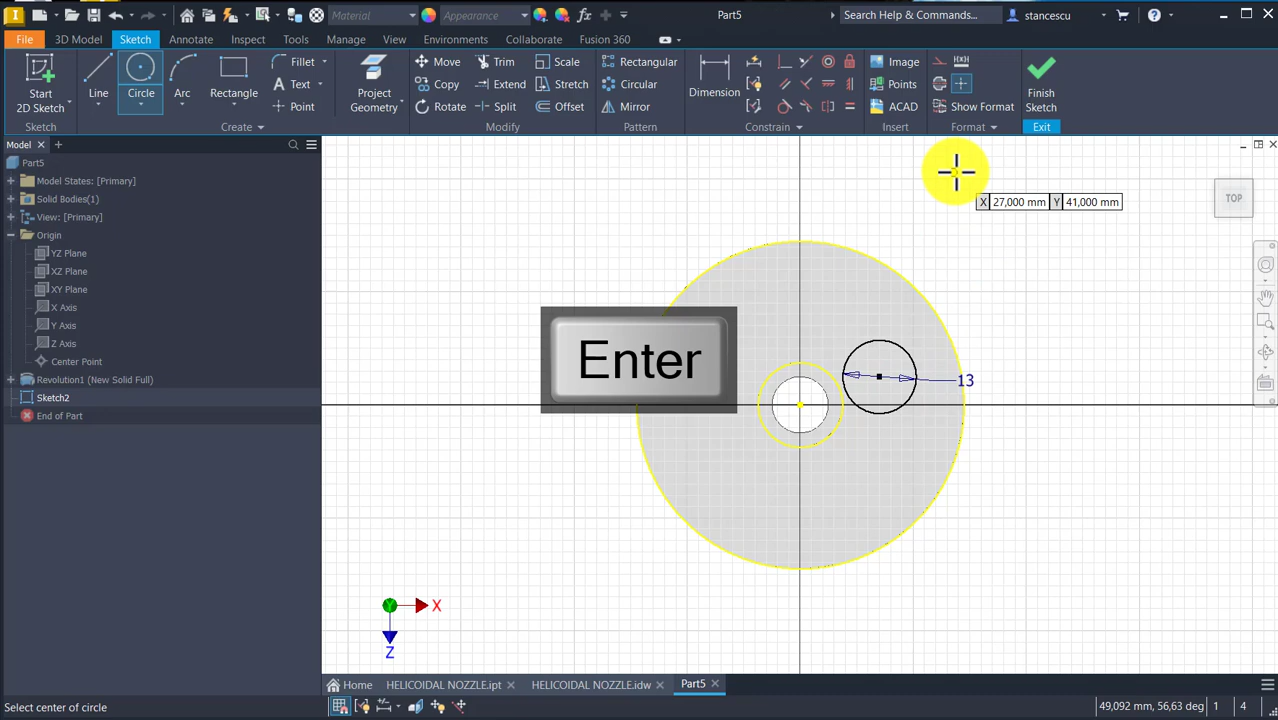 Material Appearance Part5 Search Help & Commands... stancescu
File 3D Model Sketch Annotate Inspect Tools Manage View Environments Collaborate Fusion 360
Start 2D Sketch Line Circle Arc Rectangle Fillet Text Point Project Geometry
Move Copy Rotate Trim Extend Split Scale Stretch Offset
Rectangular Circular Mirror Dimension Image Points ACAD Show Format Finish Sketch
Sketch Create Modify Pattern Constrain Insert Format Exit
Model
Part5
Model States: [Primary]
Solid Bodies(1)
View: [Primary]
Origin
YZ Plane
XZ Plane
XY Plane
X Axis
Y Axis
Z Axis
Center Point
Revolution1 (New Solid Full)
Sketch2
End of Part
X 27,000 mm Y 41,000 mm
TOP
Enter
13
X
Y
Z
Home HELICOIDAL NOZZLE.ipt HELICOIDAL NOZZLE.idw Part5
Select center of circle 49,092 mm, 56,63 deg 1 4